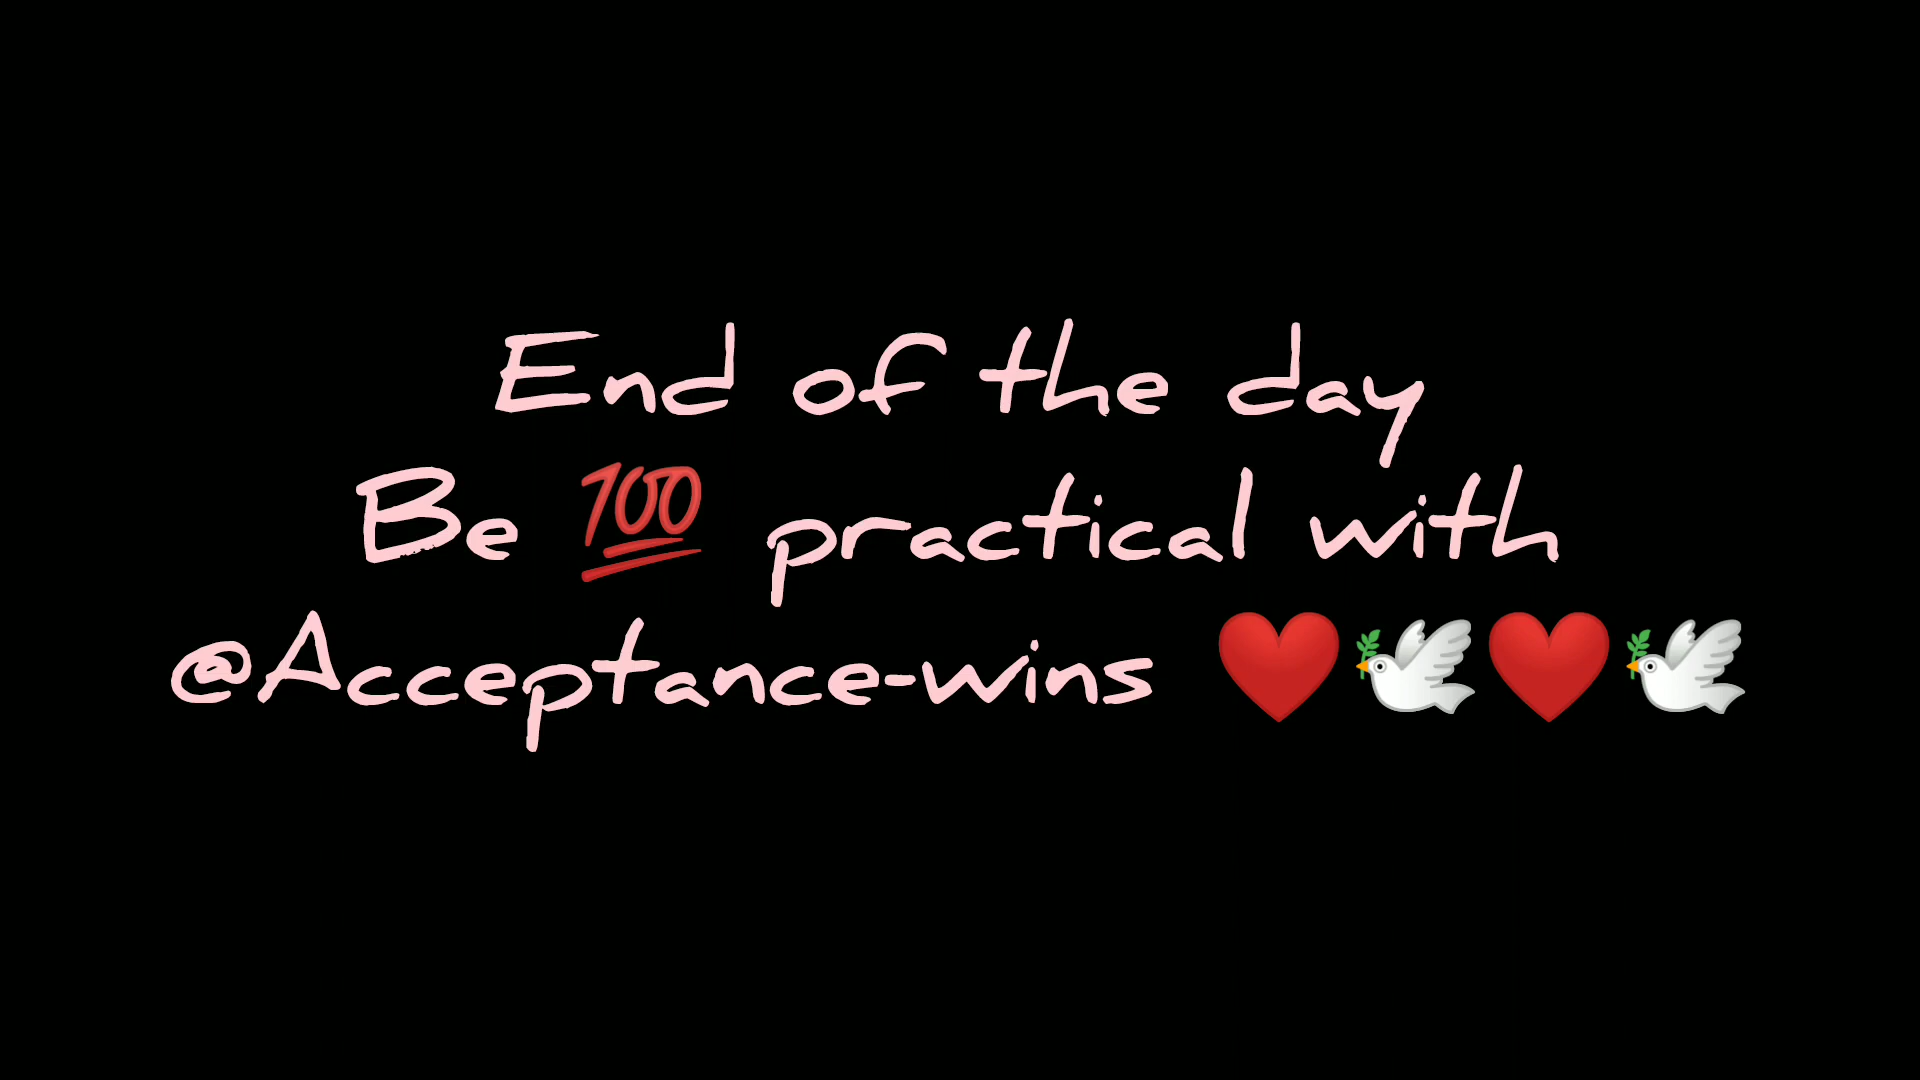 End of the day
Be 💯 practical with
@Acceptance-wins ❤️🕊️❤️🕊️